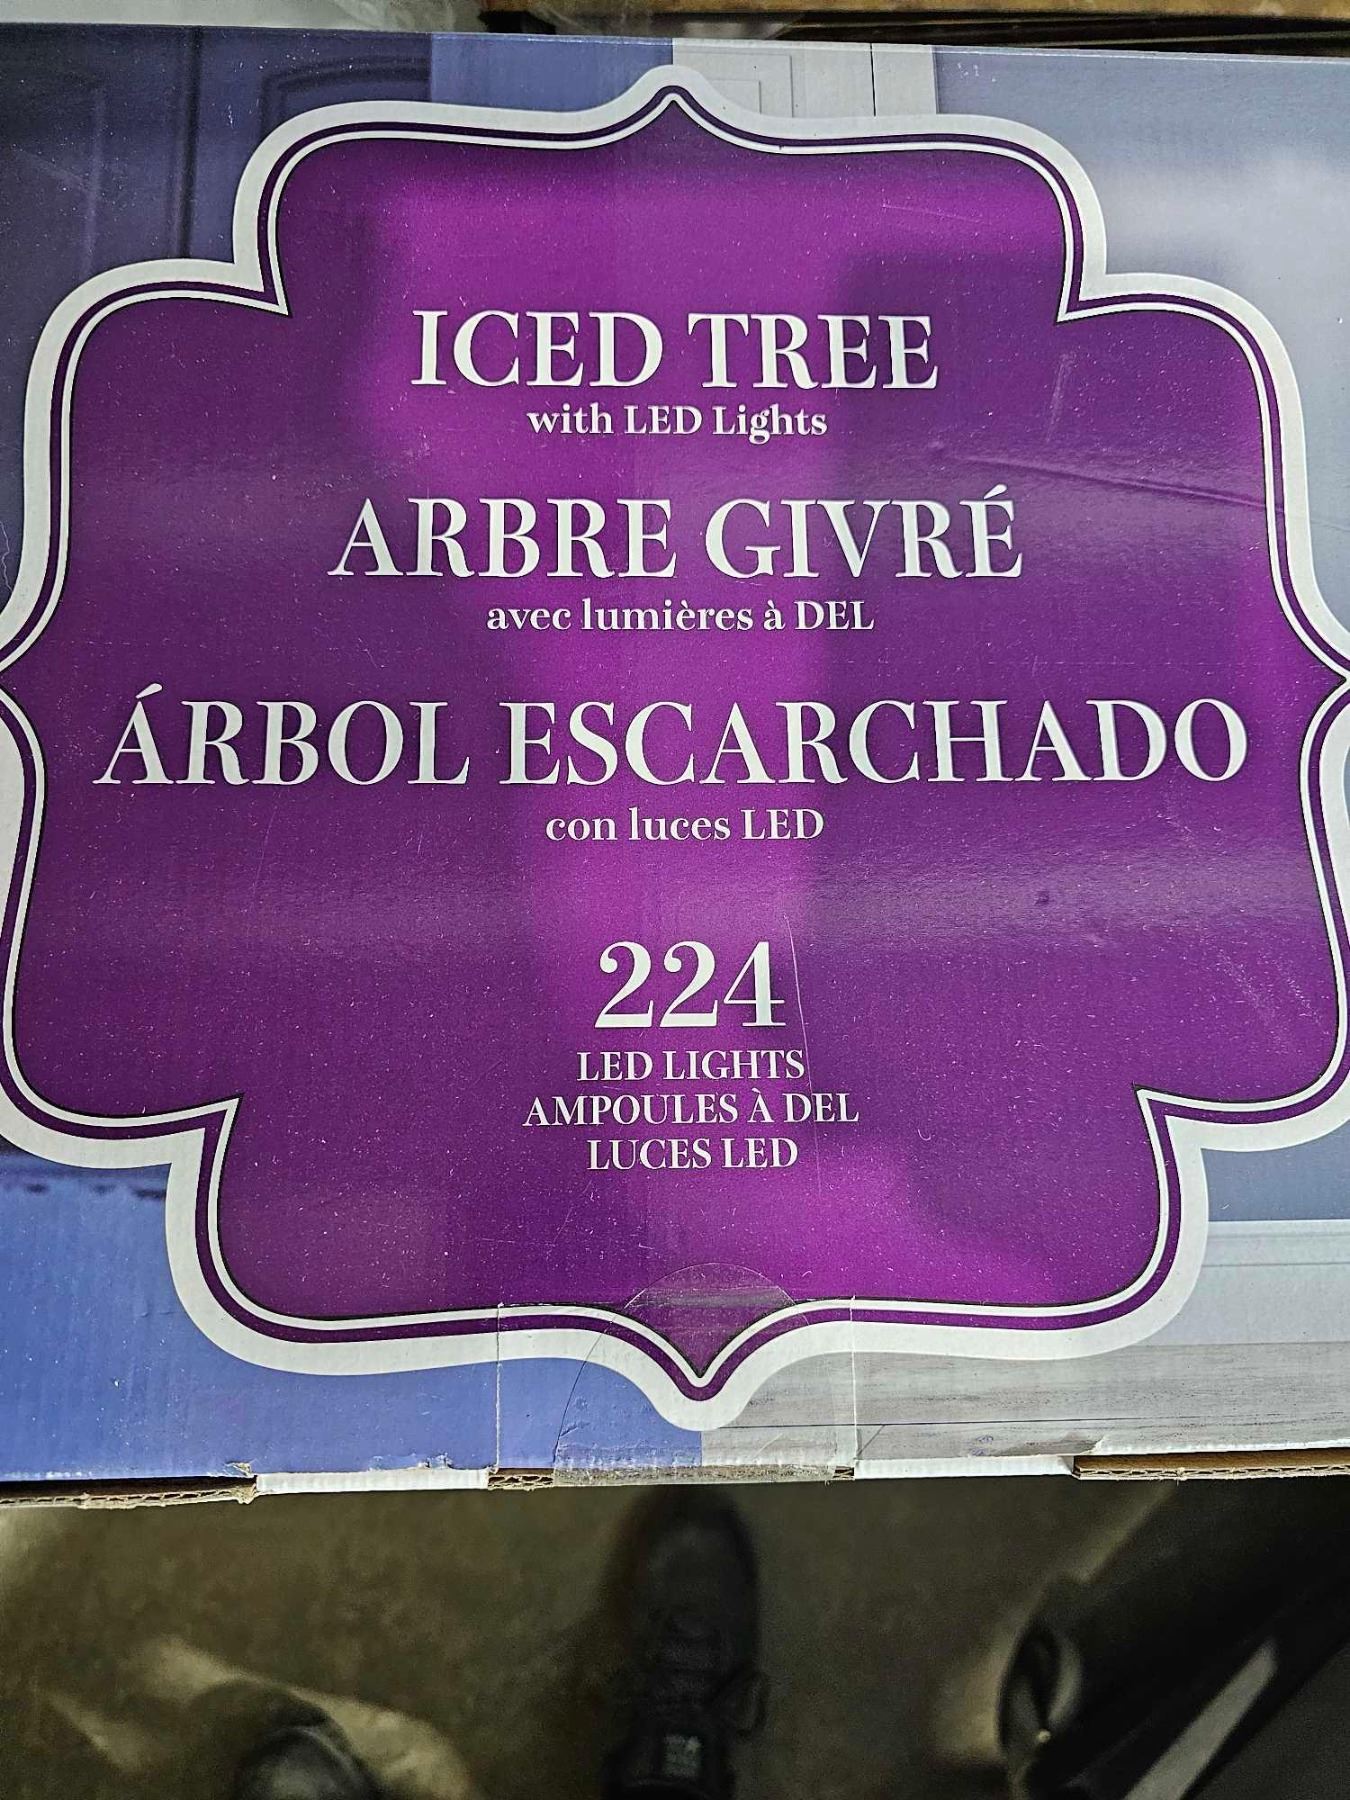 ICED TREE
with LED Lights
ARBRE GIVRÉ
avec lumières à DEL
ÁRBOL ESCARCHADO
con luces LED
224
LED LIGHTS
AMPOULES À DEL
LUCES LED